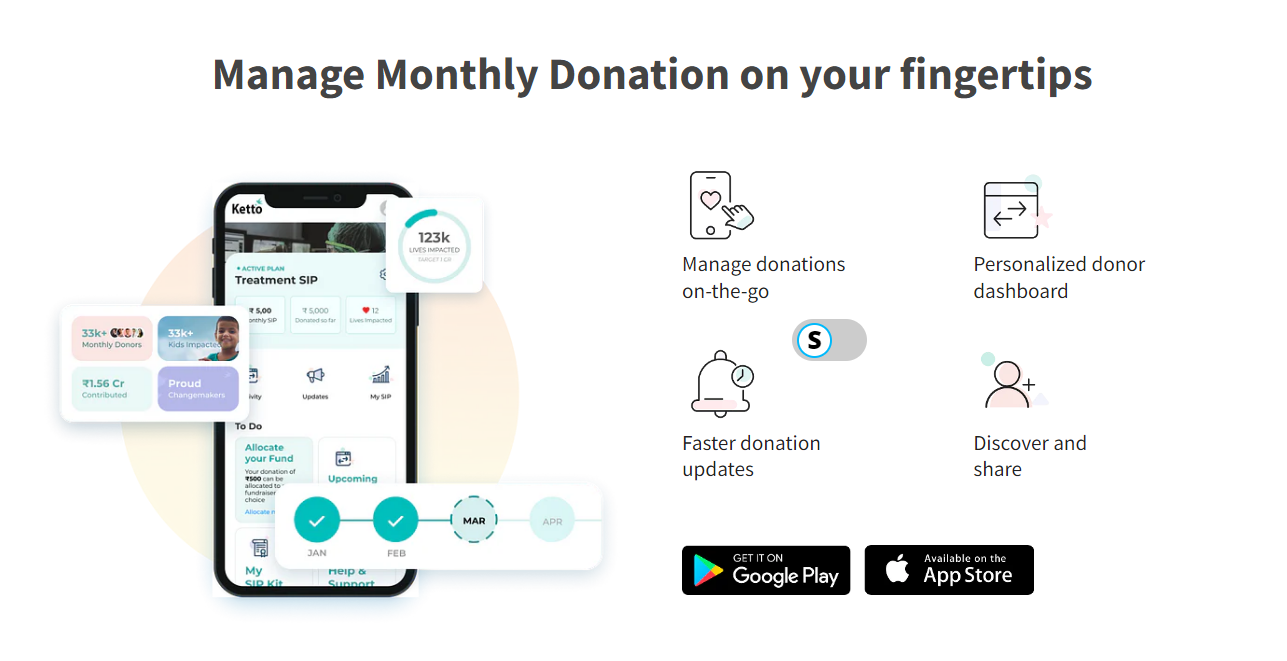 Manage Monthly Donation on your fingertips
Ketto
123k
LIVES IMPACTED
TARGET 1 CR
ACTIVE PLAN
Treatment SIP
₹ 5,00
onthly SIP
₹ 5,000
Donated so far
12
Lives Impacted
33k+
Monthly Donors
33k+
Kids Impacted
₹1.56 Cr
Contributed
Proud
Changemakers
ivity
Updates
My SIP
To Do
Allocate
your Fund
Your donation of
₹500 can be
allocated to
fundraiser
choice
Allocate n
Upcoming
JAN
FEB
MAR
APR
My
SIP Kit
Help &
Support
Manage donations
on-the-go
Personalized donor
dashboard
S
Faster donation
updates
Discover and
share
GET IT ON
Google Play
Available on the
App Store